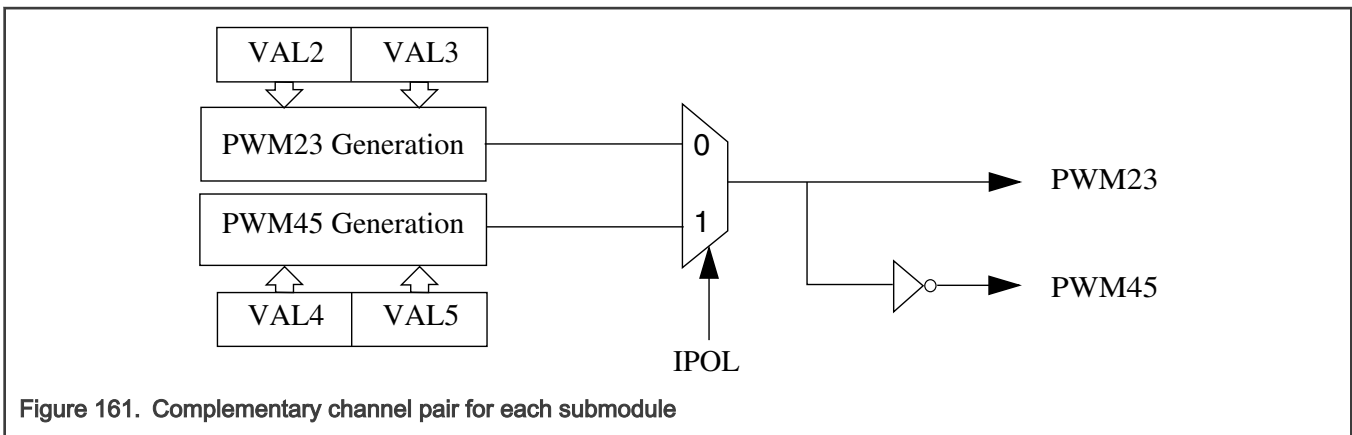 VAL2 VAL3
PWM23 Generation
0
PWM23
PWM45 Generation
1
PWM45
VAL4 VAL5
IPOL
Figure 161. Complementary channel pair for each submodule